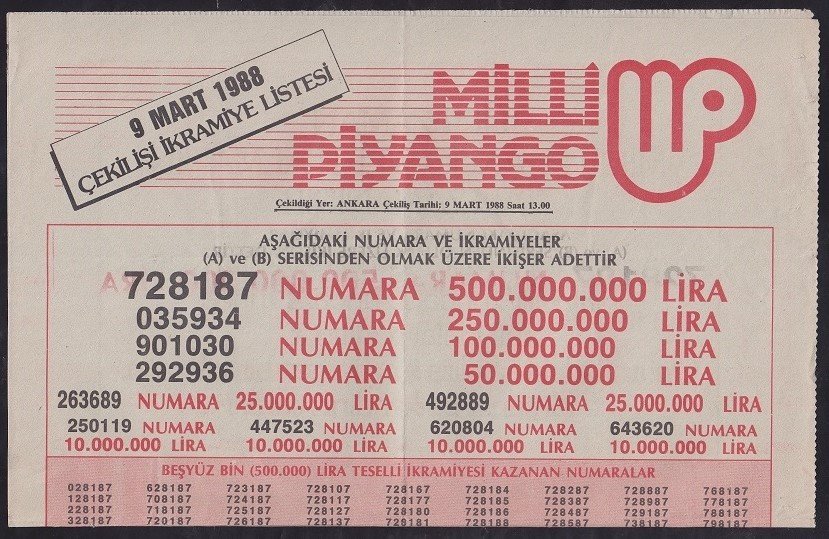 9 MART 1988
ÇEKİLİŞİ İKRAMİYE LİSTESİ
MİLLİ
PİYANGO
Çekildiği Yer: ANKARA Çekiliş Tarihi: 9 MART 1988 Saat 13.00
AŞAĞIDAKİ NUMARA VE İKRAMİYELER
(A) ve (B) SERİSİNDEN OLMAK ÜZERE İKİŞER ADETTİR
728187 NUMARA 500.000.000 LİRA
035934 NUMARA 250.000.000 LİRA
901030 NUMARA 100.000.000 LİRA
292936 NUMARA 50.000.000 LİRA
263689 NUMARA 25.000.000 LİRA 492889 NUMARA 25.000.000 LİRA
250119 NUMARA 447523 NUMARA 620804 NUMARA 643620 NUMARA
10.000.000 LİRA 10.000.000 LİRA 10.000.000 LİRA 10.000.000 LİRA
BEŞYÜZ BİN (500.000) LİRA TESELLİ İKRAMİYESİ KAZANAN NUMARALAR
028187 628187 723187 728107 728167 728184 728287 728887 768187
128187 708187 724187 728117 728177 728185 728387 728987 778187
228187 718187 725187 728127 728180 728186 728487 729187 788187
328187 720187 726187 728137 728181 728188 728587 738187 798187